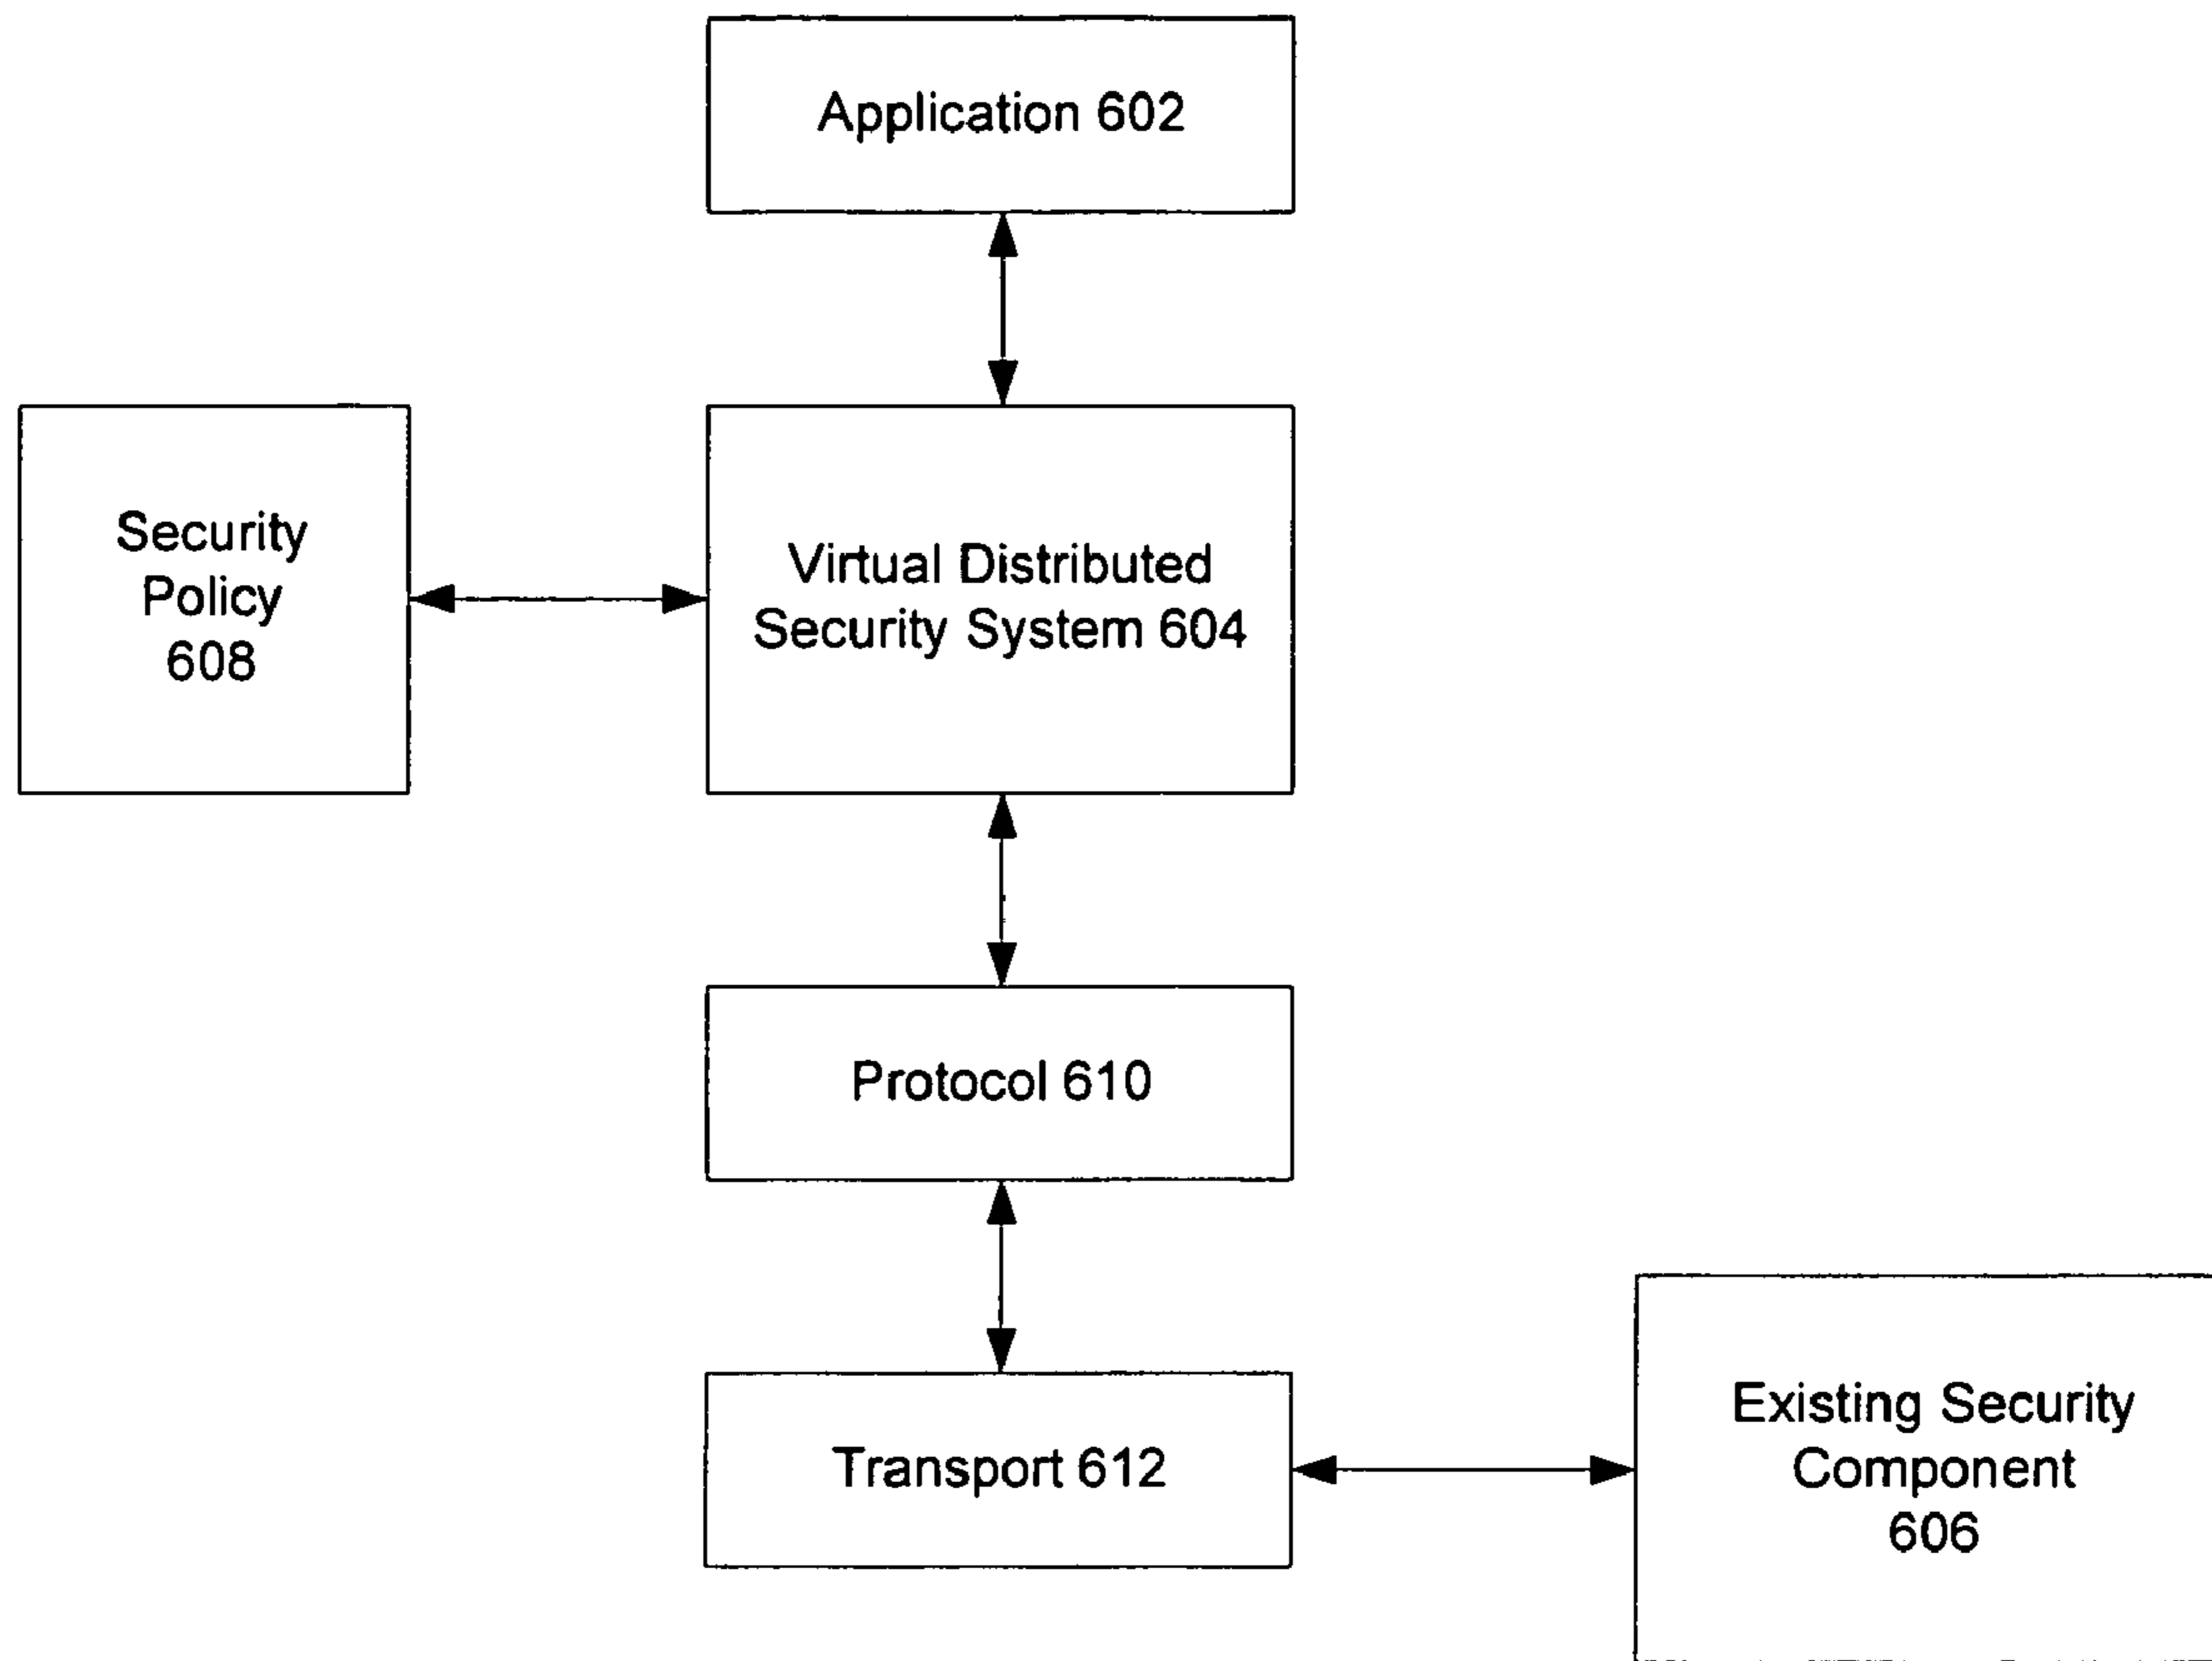 Application 602
Security
Policy
608
Virtual Distributed
Security System 604
Protocol 610
Transport 612
Existing Security
Component
606